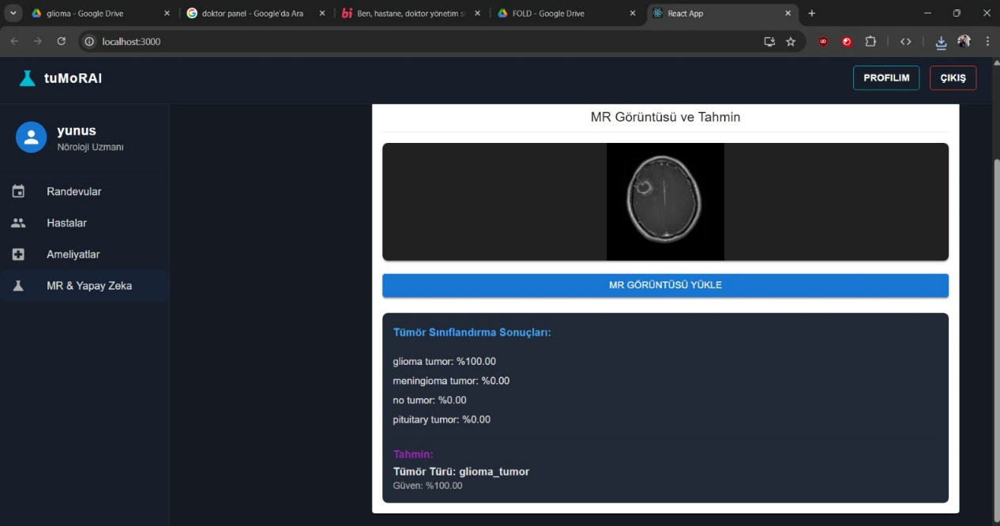 glioma - Google Drive
doktor panel - Google'da Ara
bi Ben, hastane, doktor yönetim s
FOLD - Google Drive
React App
localhost:3000
tuMoRAI
PROFILIM
ÇIKIŞ
yunus
Nöroloji Uzmanı
Randevular
Hastalar
Ameliyatlar
MR & Yapay Zeka
MR Görüntüsü ve Tahmin
MR GÖRÜNTÜSÜ YÜKLE
Tümör Sınıflandırma Sonuçları:
glioma tumor: %100.00
meningioma tumor: %0.00
no tumor: %0.00
pituitary tumor: %0.00
Tahmin:
Tümör Türü: glioma_tumor
Güven: %100.00